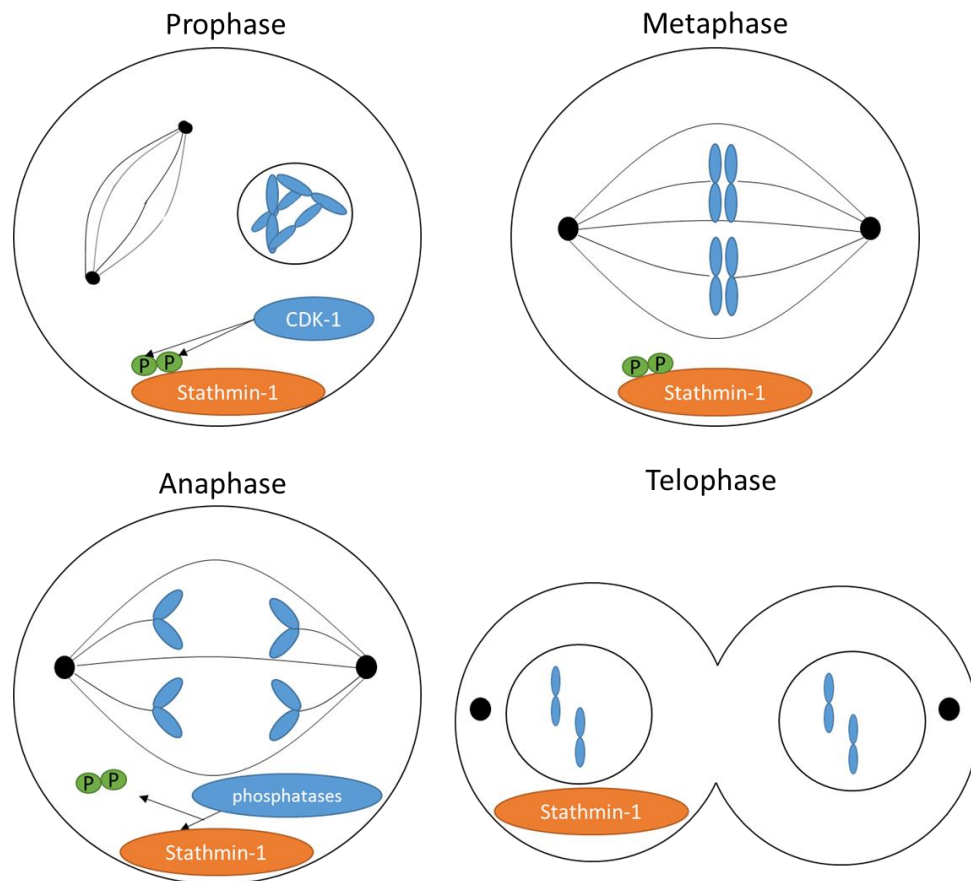 Prophase
CDK-1
P P
Stathmin-1
Metaphase
P P
Stathmin-1
Anaphase
P P
phosphatases
Stathmin-1
Telophase
Stathmin-1